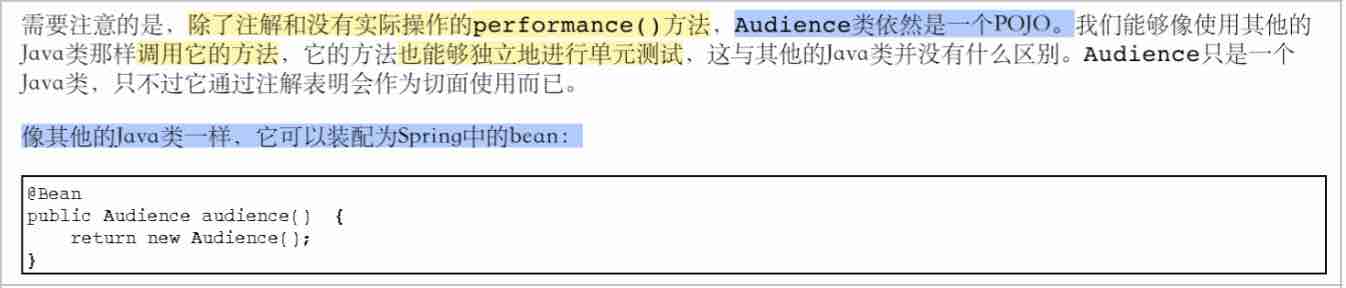 需要注意的是，除了注解和没有实际操作的performance()方法，Audience类依然是一个POJO。我们能够像使用其他的
Java类那样调用它的方法，它的方法也能够独立地进行单元测试，这与其他的Java类并没有什么区别。Audience只是一个
Java类，只不过它通过注解表明会作为切面使用而已。
像其他的Java类一样，它可以装配为Spring中的bean：
@Bean
public Audience audience() {
    return new Audience();
}